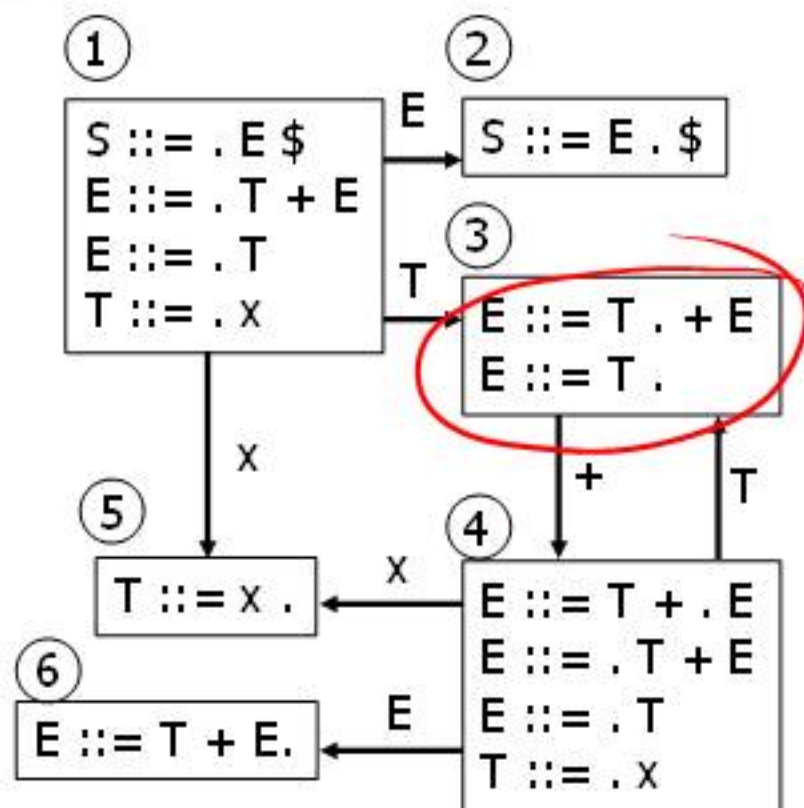 1
S ::= . E $
E ::= . T + E
E ::= . T
T ::= . x
E
2
S ::= E . $
T
3
E ::= T . + E
E ::= T .
x
+
T
5
T ::= x .
x
4
E ::= T + . E
E ::= . T + E
E ::= . T
T ::= . x
6
E ::= T + E.
E